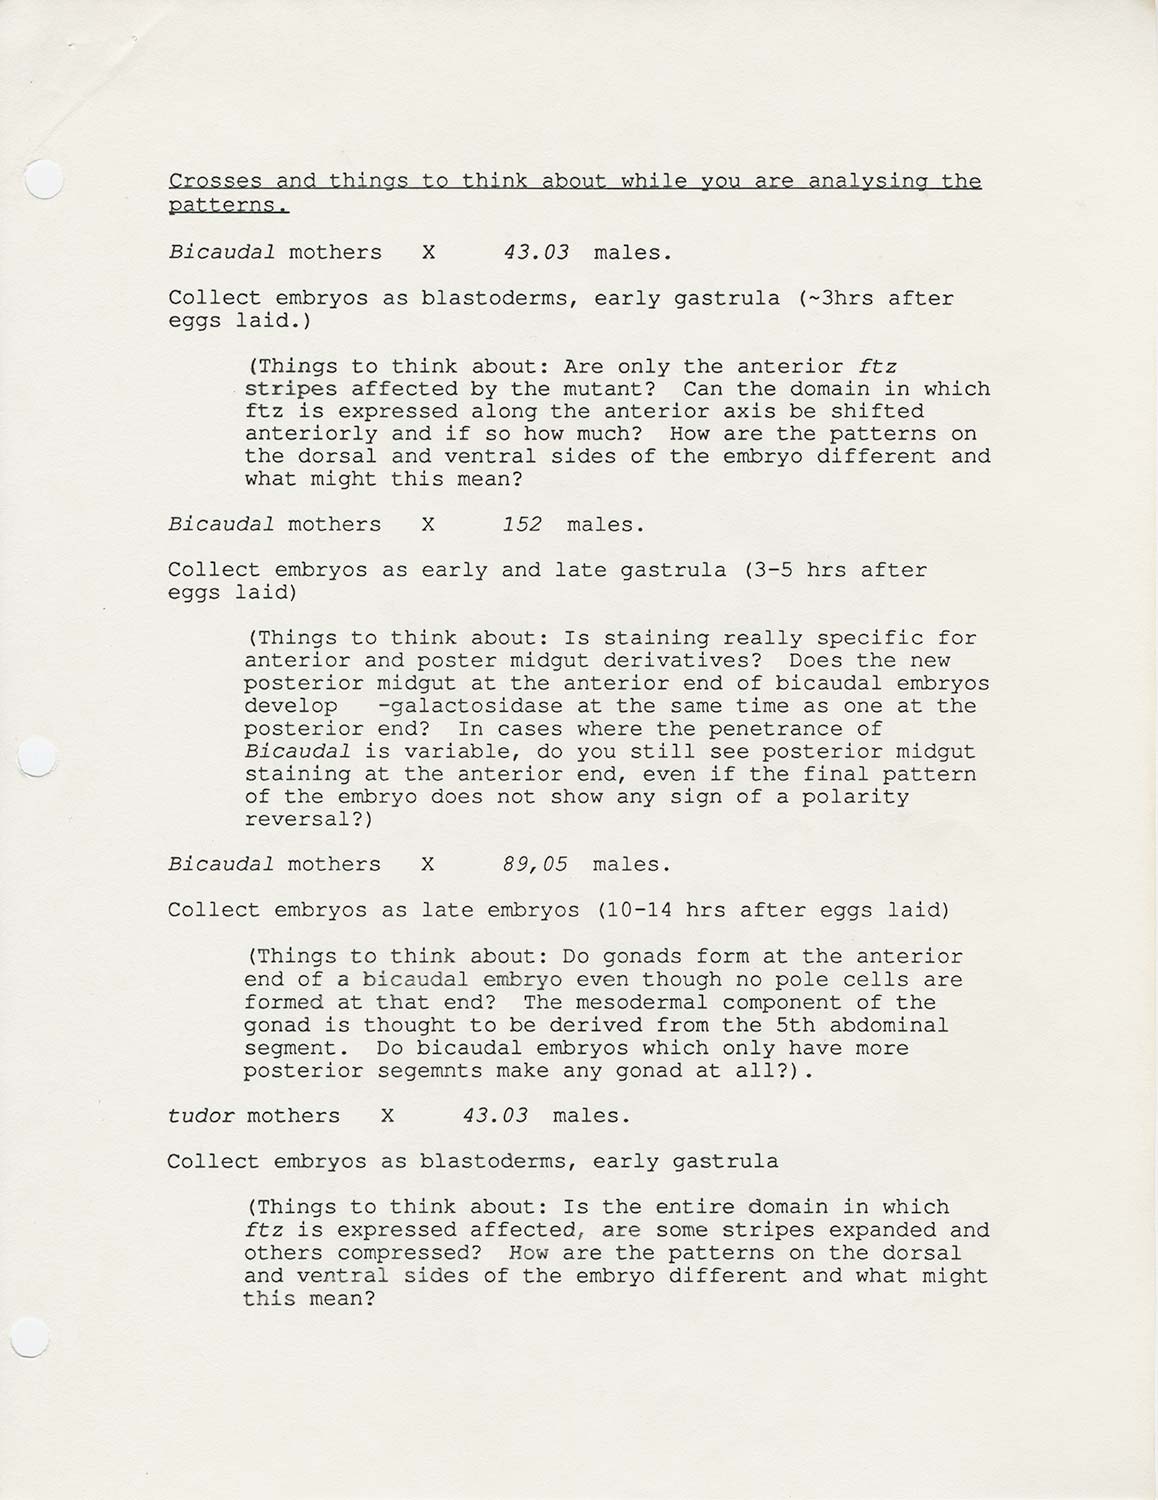 Crosses and things to think about while you are analysing the
patterns.
Bicaudal mothers X 43.03 males.
Collect embryos as blastoderms, early gastrula (~3hrs after
eggs laid.)
(Things to think about: Are only the anterior ftz
stripes affected by the mutant? Can the domain in which
ftz is expressed along the anterior axis be shifted
anteriorly and if so how much? How are the patterns on
the dorsal and ventral sides of the embryo different and
what might this mean?
Bicaudal mothers X 152 males.
Collect embryos as early and late gastrula (3-5 hrs after
eggs laid)
(Things to think about: Is staining really specific for
anterior and poster midgut derivatives? Does the new
posterior midgut at the anterior end of bicaudal embryos
develop -galactosidase at the same time as one at the
posterior end? In cases where the penetrance of
Bicaudal is variable, do you still see posterior midgut
staining at the anterior end, even if the final pattern
of the embryo does not show any sign of a polarity
reversal?)
Bicaudal mothers X 89,05 males.
Collect embryos as late embryos (10-14 hrs after eggs laid)
(Things to think about: Do gonads form at the anterior
end of a bicaudal embryo even though no pole cells are
formed at that end? The mesodermal component of the
gonad is thought to be derived from the 5th abdominal
segment. Do bicaudal embryos which only have more
posterior segemnts make any gonad at all?).
tudor mothers X 43.03 males.
Collect embryos as blastoderms, early gastrula
(Things to think about: Is the entire domain in which
ftz is expressed affected, are some stripes expanded and
others compressed? How are the patterns on the dorsal
and ventral sides of the embryo different and what might
this mean?